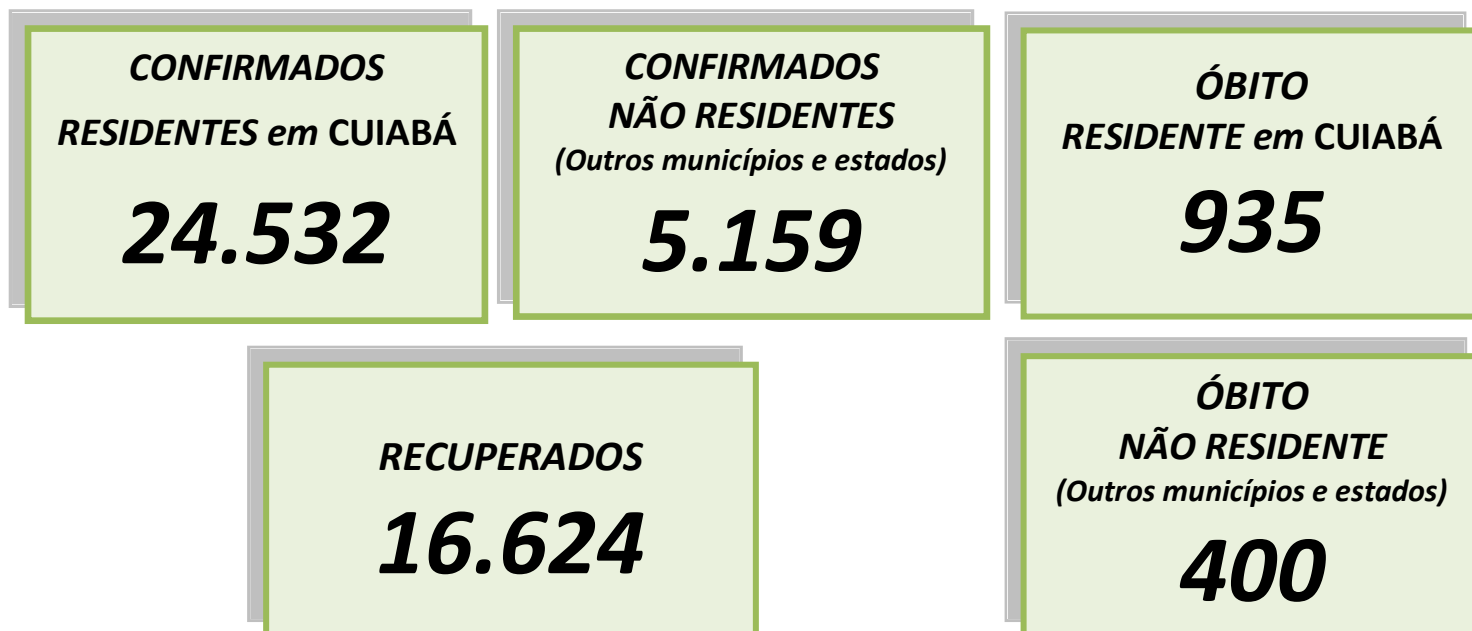 CONFIRMADOS
RESIDENTES em CUIABÁ
24.532
CONFIRMADOS
NÃO RESIDENTES
(Outros municípios e estados)
5.159
ÓBITO
RESIDENTE em CUIABÁ
935
RECUPERADOS
16.624
ÓBITO
NÃO RESIDENTE
(Outros municípios e estados)
400